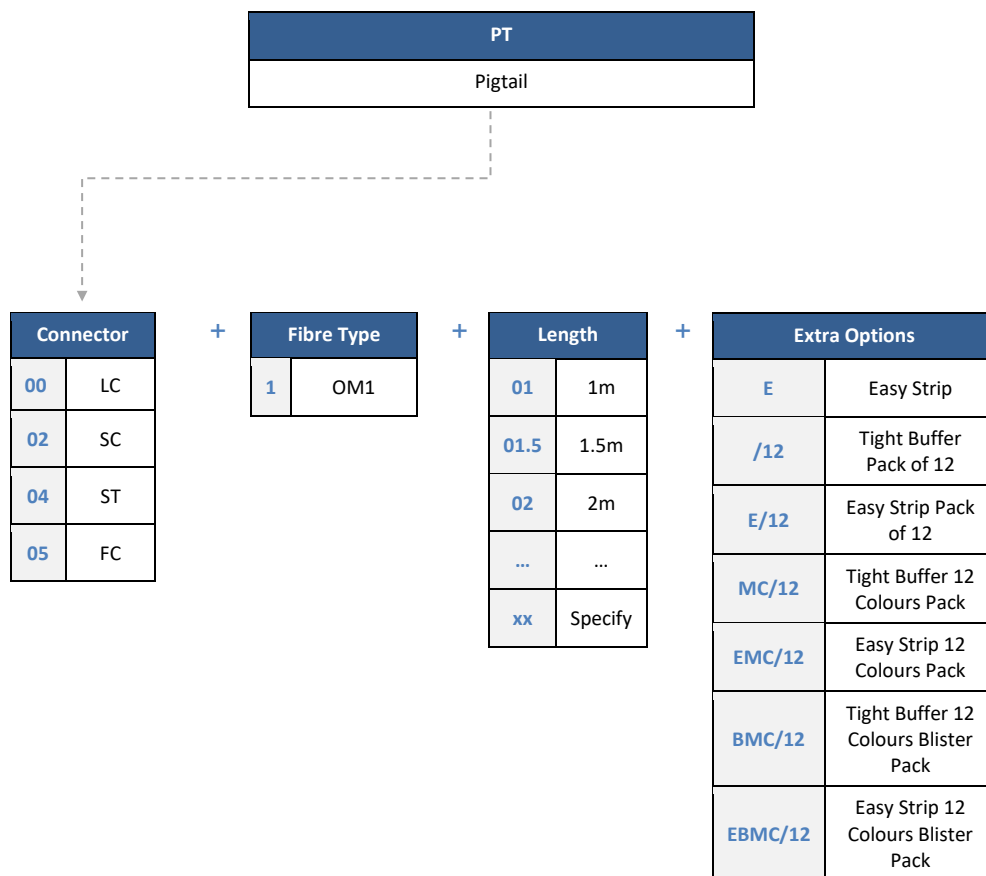 PT
Pigtail
Connector
00 LC
02 SC
04 ST
05 FC
+
Fibre Type
1 OM1
+
Length
01 1m
01.5 1.5m
02 2m
... ...
xx Specify
+
Extra Options
E Easy Strip
/12 Tight Buffer
Pack of 12
E/12 Easy Strip Pack
of 12
MC/12 Tight Buffer 12
Colours Pack
EMC/12 Easy Strip 12
Colours Pack
BMC/12 Tight Buffer 12
Colours Blister
Pack
EBMC/12 Easy Strip 12
Colours Blister
Pack